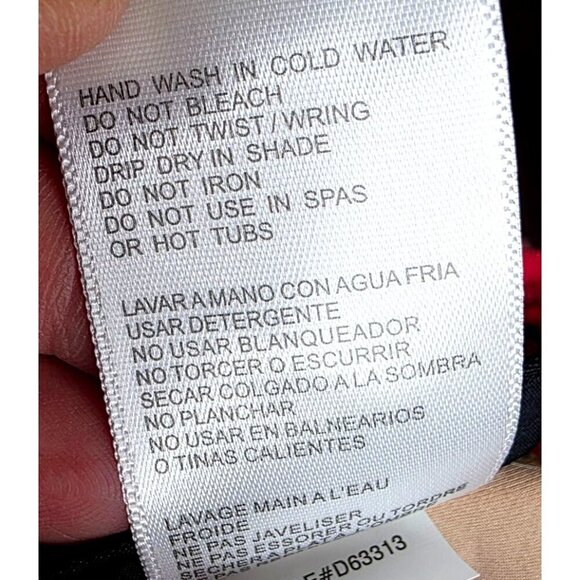 HAND WASH IN COLD WATER
DO NOT BLEACH
DO NOT TWIST/WRING
DRIP DRY IN SHADE
DO NOT IRON
DO NOT USE IN SPAS
OR HOT TUBS
LAVAR A MANO CON AGUA FRIA
USAR DETERGENTE
NO USAR BLANQUEADOR
NO TORCER O ESCURRIR
SECAR COLGADO A LA SOMBRA
NO PLANCHAR
NO USAR EN BALNEARIOS
O TINAS CALIENTES
LAVAGE MAIN A L'EAU
FROIDE
NE PAS JAVELISER
NE PAS ESSORER OU TORDRE
E#D63313